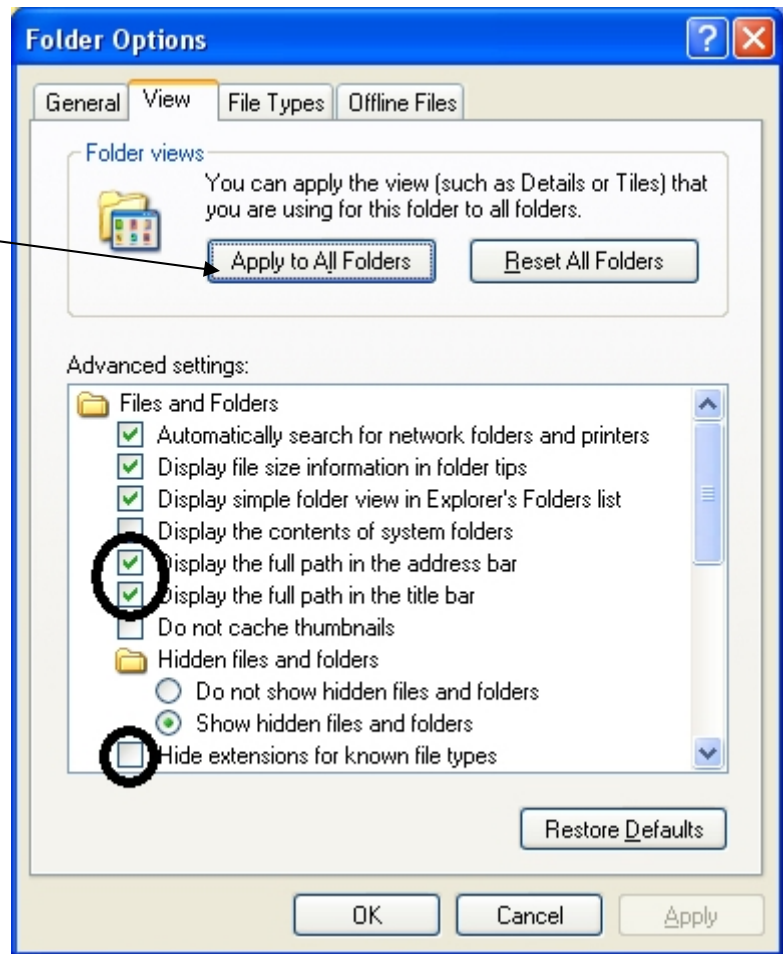 Folder Options
General View File Types Offline Files
Folder views
You can apply the view (such as Details or Tiles) that
you are using for this folder to all folders.
Apply to All Folders Reset All Folders
Advanced settings:
Files and Folders
Automatically search for network folders and printers
Display file size information in folder tips
Display simple folder view in Explorer's Folders list
Display the contents of system folders
Display the full path in the address bar
Display the full path in the title bar
Do not cache thumbnails
Hidden files and folders
Do not show hidden files and folders
Show hidden files and folders
Hide extensions for known file types
Restore Defaults
OK Cancel Apply